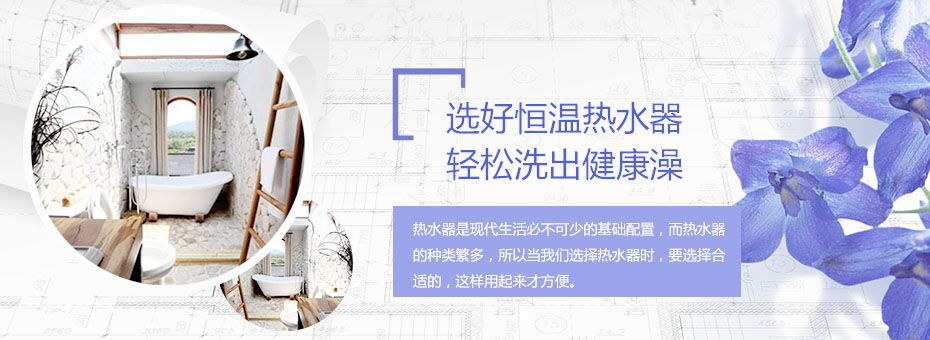 选好恒温热水器
轻松洗出健康澡
热水器是现代生活必不可少的基础配置，而热水器
的种类繁多，所以当我们选择热水器时，要选择合
适的，这样用起来才方便。